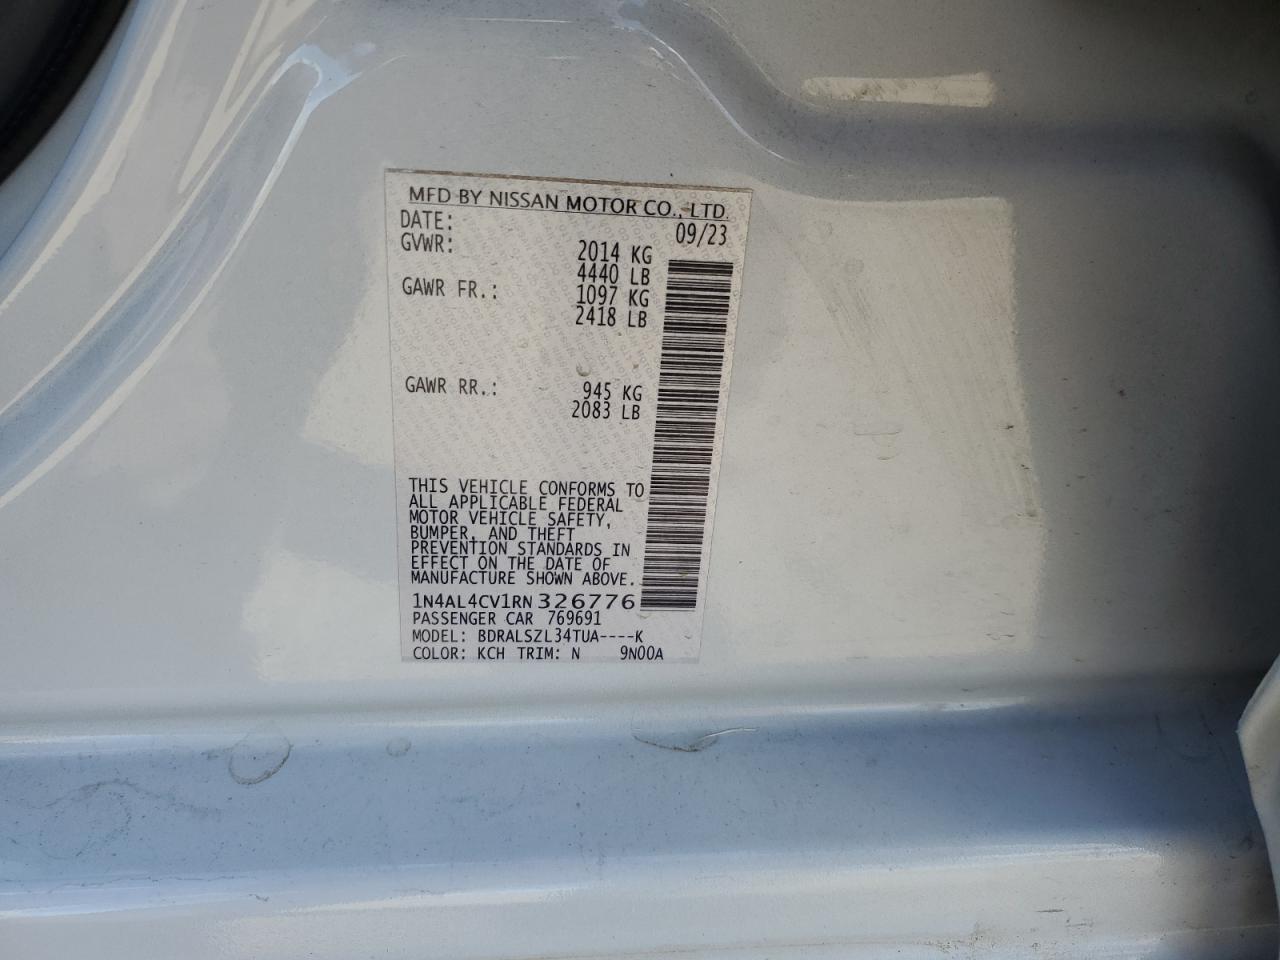 MFD BY NISSAN MOTOR CO., LTD.
DATE: 09/23
GVWR: 2014 KG
4440 LB
GAWR FR.: 1097 KG
2418 LB
GAWR RR.: 945 KG
2083 LB
THIS VEHICLE CONFORMS TO
ALL APPLICABLE FEDERAL
MOTOR VEHICLE SAFETY,
BUMPER, AND THEFT
PREVENTION STANDARDS IN
EFFECT ON THE DATE OF
MANUFACTURE SHOWN ABOVE.
1N4AL4CV1RN326776
PASSENGER CAR 769691
MODEL: BDRALSZL34TUA----K
COLOR: KCH TRIM: N 9N00A